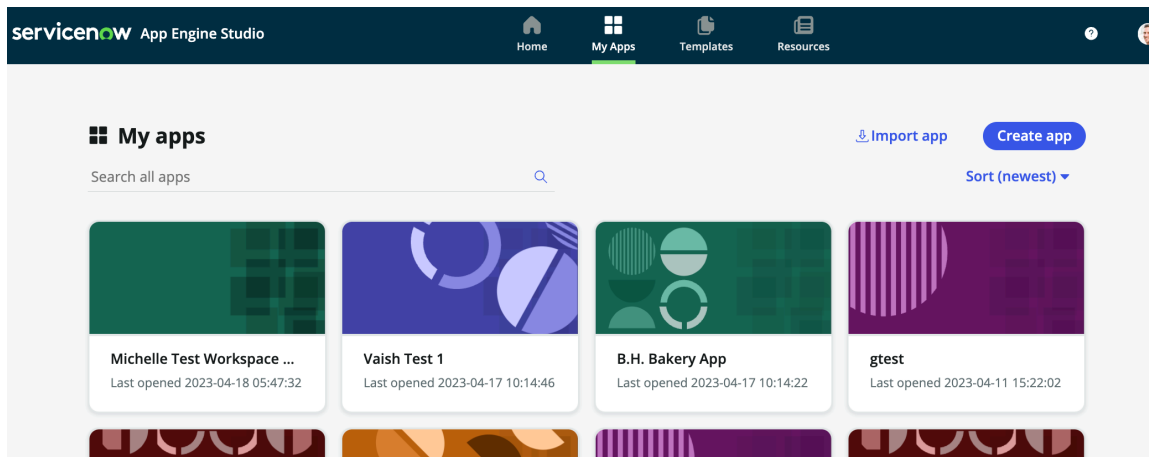 servicenow App Engine Studio
Home
My Apps
Templates
Resources
?
My apps
Import app
Create app
Search all apps
Sort (newest)
Michelle Test Workspace ...
Last opened 2023-04-18 05:47:32
Vaish Test 1
Last opened 2023-04-17 10:14:46
B.H. Bakery App
Last opened 2023-04-17 10:14:22
gtest
Last opened 2023-04-11 15:22:02